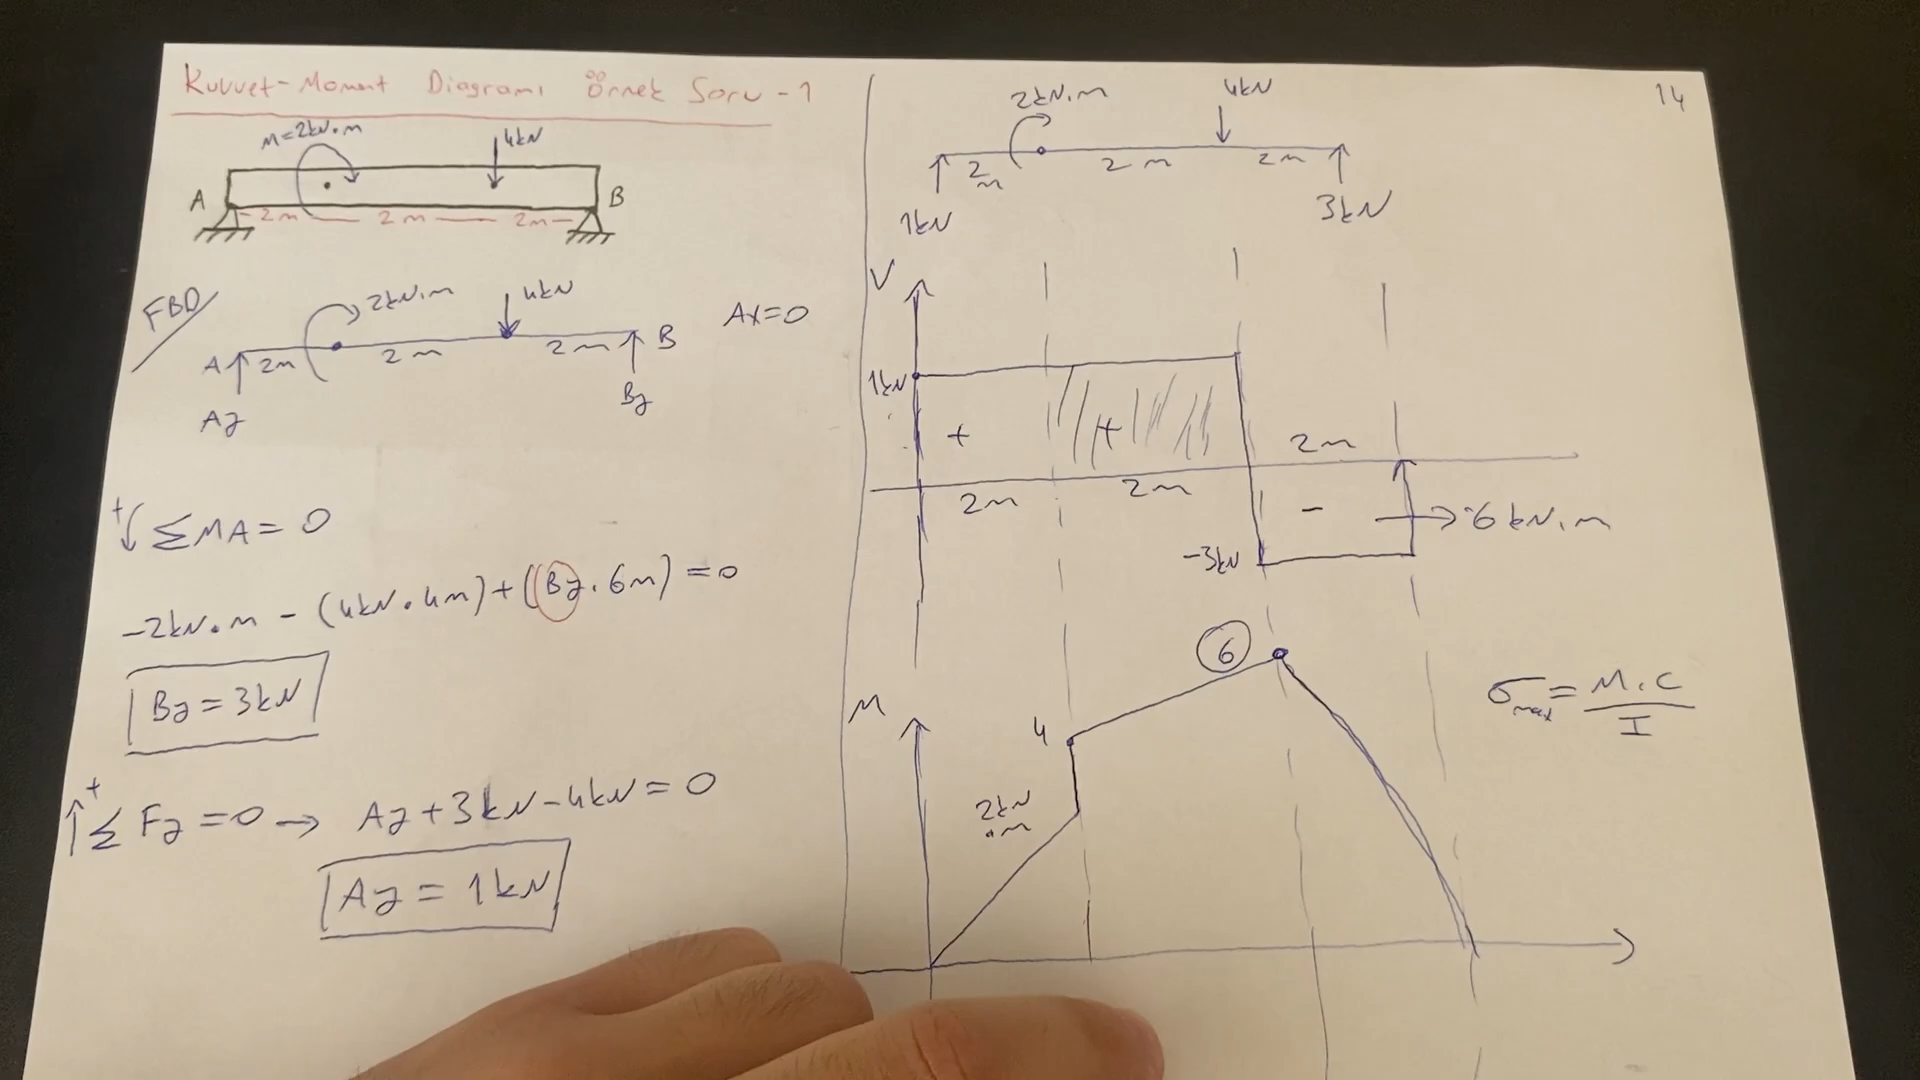 Kuvvet-Moment Diagramı Örnek Soru - 1
M=2kN.m
4kN
A
B
2m
2m
2m
FBD
2kN.m
4kN
Ax=0
A
2m
2m
2m
B
Ay
By
+ ΣMA = 0
-2kN.m - (4kN.4m) + (By.6m) = 0
By = 3kN
+ ΣFy = 0 → Ay + 3kN - 4kN = 0
Ay = 1kN
14
2kN.m
4kN
2m
2m
2m
1kN
3kN
V
1kN
+
+
2m
2m
2m
-
-3kN
-6kN.m
M
6
4
2kN.m
σmax = M.C / I